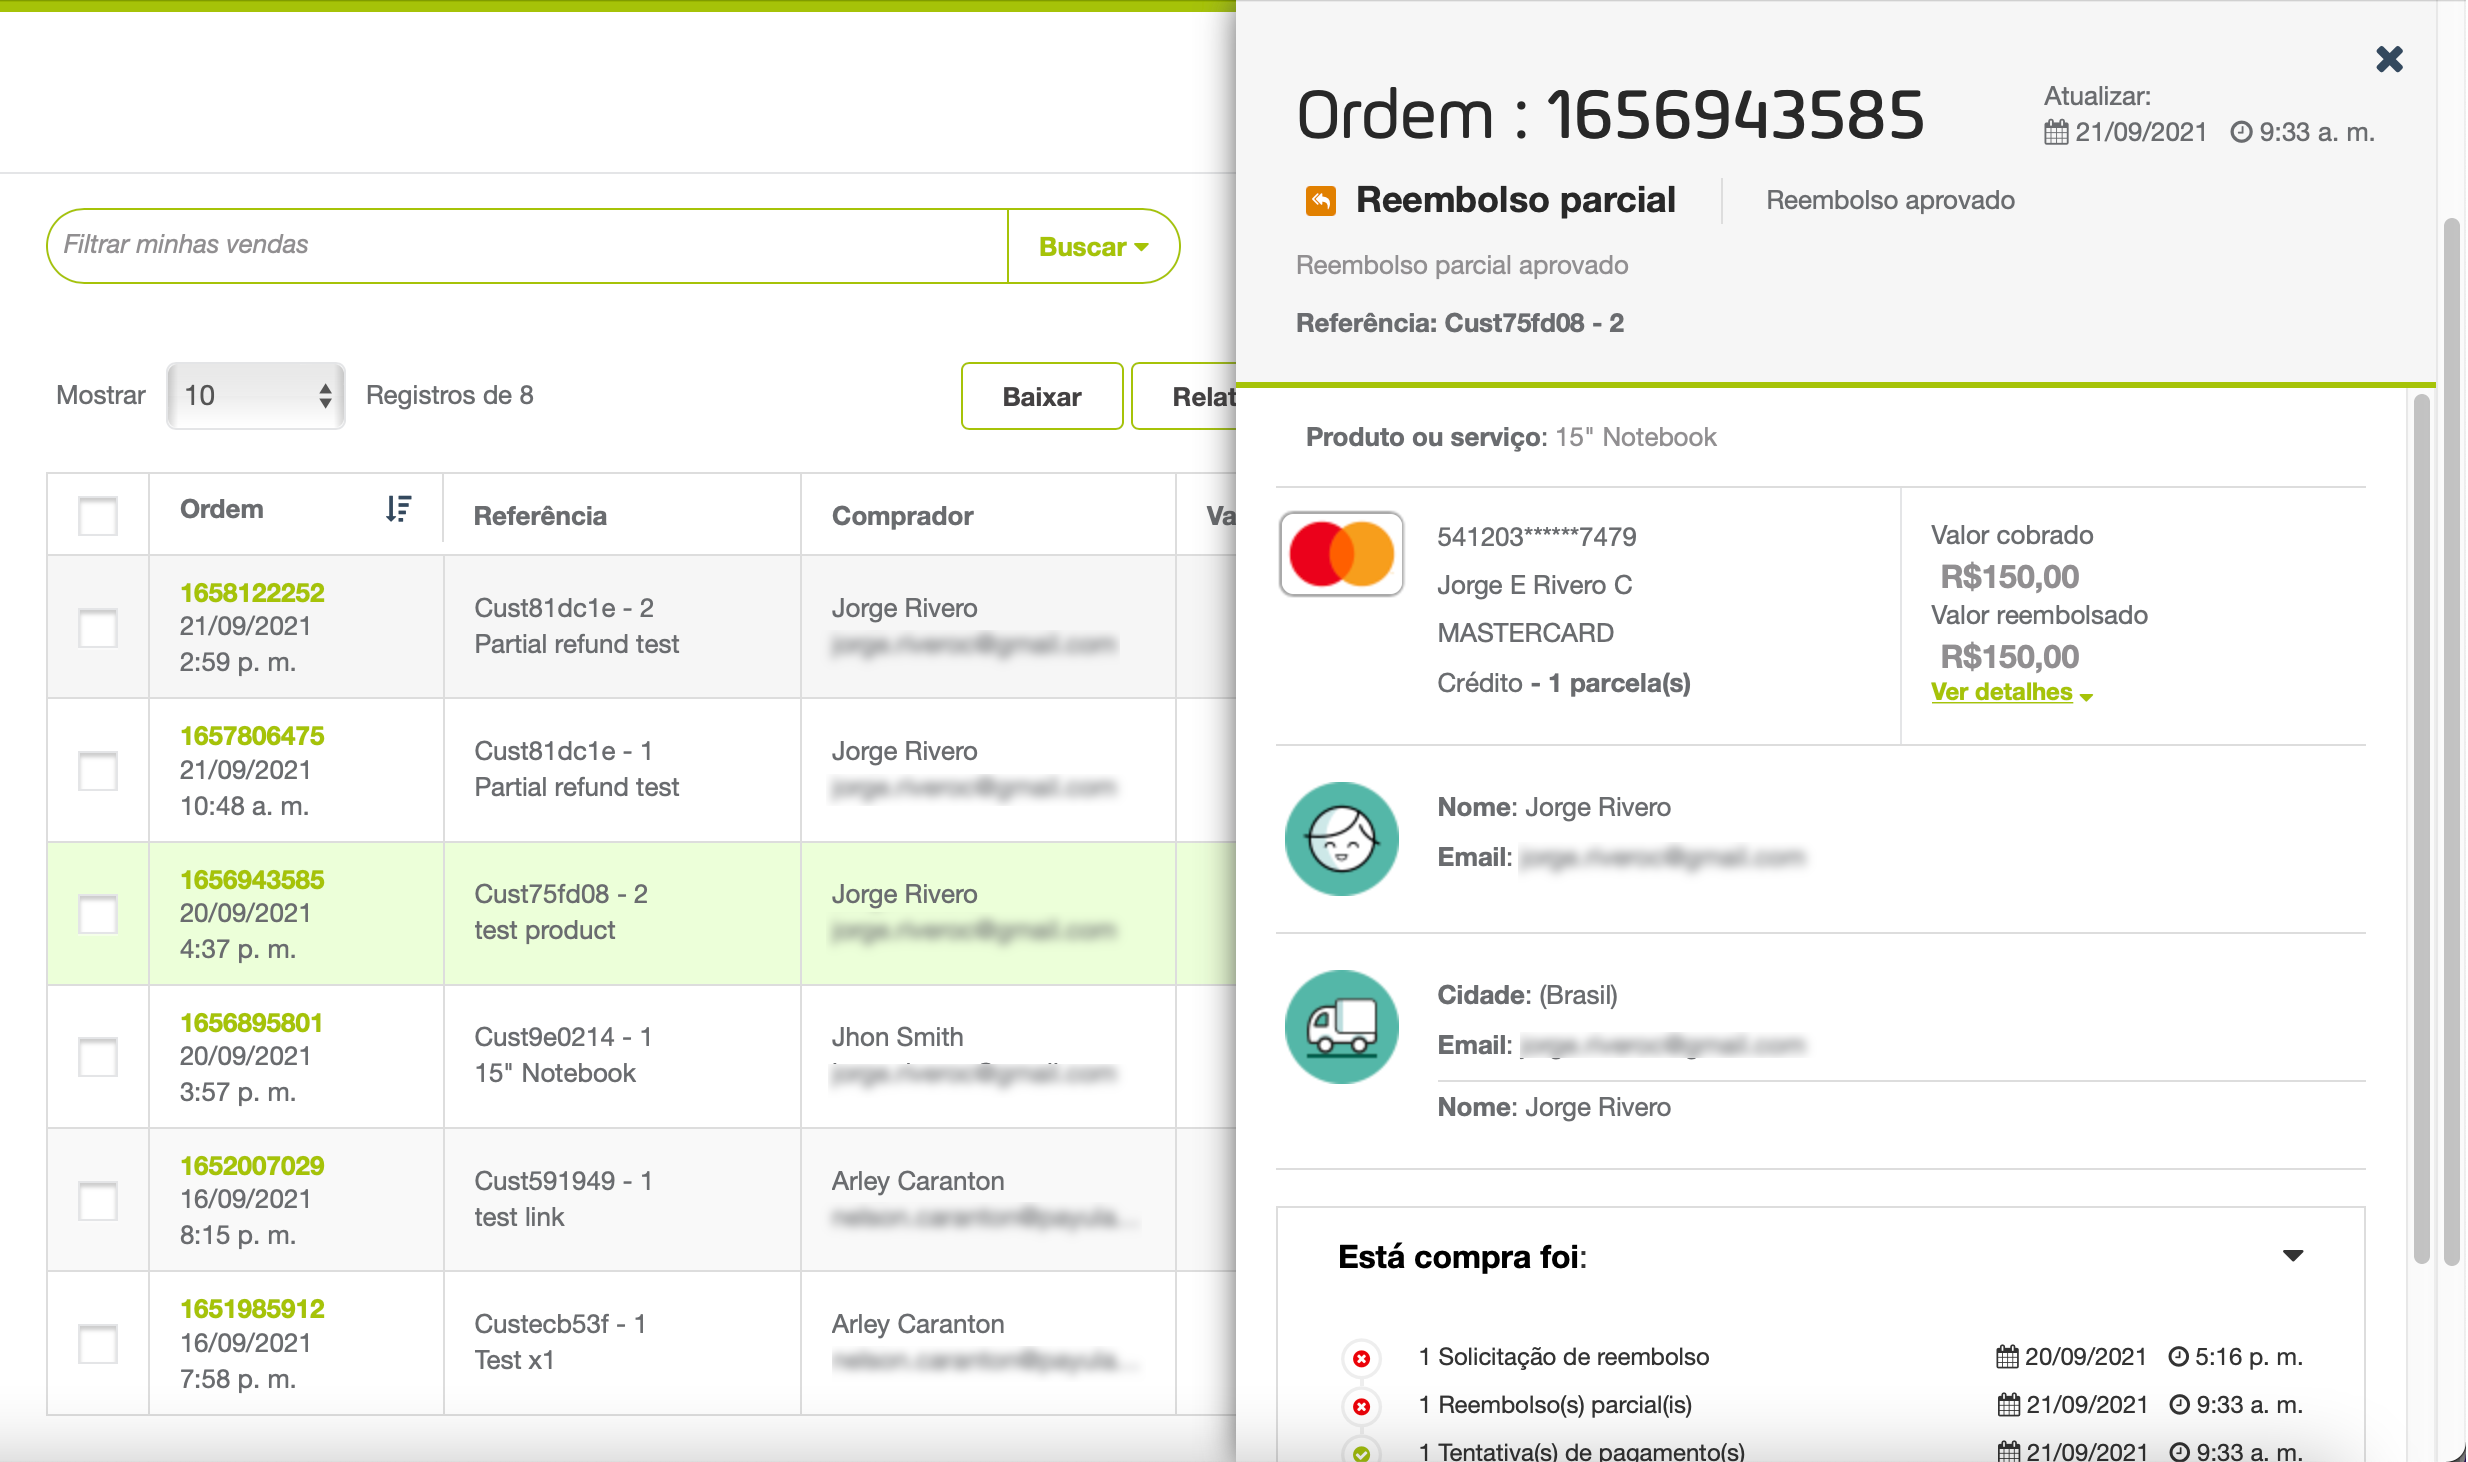 Filtrar minhas vendas
Buscar
Mostrar 10 Registros de 8
Baixar
Relat
Ordem Referência Comprador Va
1658122252
21/09/2021
2:59 p. m.
Cust81dc1e - 2
Partial refund test
Jorge Rivero
1657806475
21/09/2021
10:48 a. m.
Cust81dc1e - 1
Partial refund test
Jorge Rivero
1656943585
20/09/2021
4:37 p. m.
Cust75fd08 - 2
test product
Jorge Rivero
1656895801
20/09/2021
3:57 p. m.
Cust9e0214 - 1
15" Notebook
Jhon Smith
1652007029
16/09/2021
8:15 p. m.
Cust591949 - 1
test link
Arley Caranton
1651985912
16/09/2021
7:58 p. m.
Custecb53f - 1
Test x1
Arley Caranton
Ordem : 1656943585
Atualizar:
21/09/2021 9:33 a. m.
Reembolso parcial
Reembolso aprovado
Reembolso parcial aprovado
Referência: Cust75fd08 - 2
Produto ou serviço: 15" Notebook
541203******7479
Jorge E Rivero C
MASTERCARD
Crédito - 1 parcela(s)
Valor cobrado
R$150,00
Valor reembolsado
R$150,00
Ver detalhes
Nome: Jorge Rivero
Email:
Cidade: (Brasil)
Email:
Nome: Jorge Rivero
Está compra foi:
1 Solicitação de reembolso 20/09/2021 5:16 p. m.
1 Reembolso(s) parcial(is) 21/09/2021 9:33 a. m.
1 Tentativa(s) de pagamento(s) 21/09/2021 9:33 a. m.